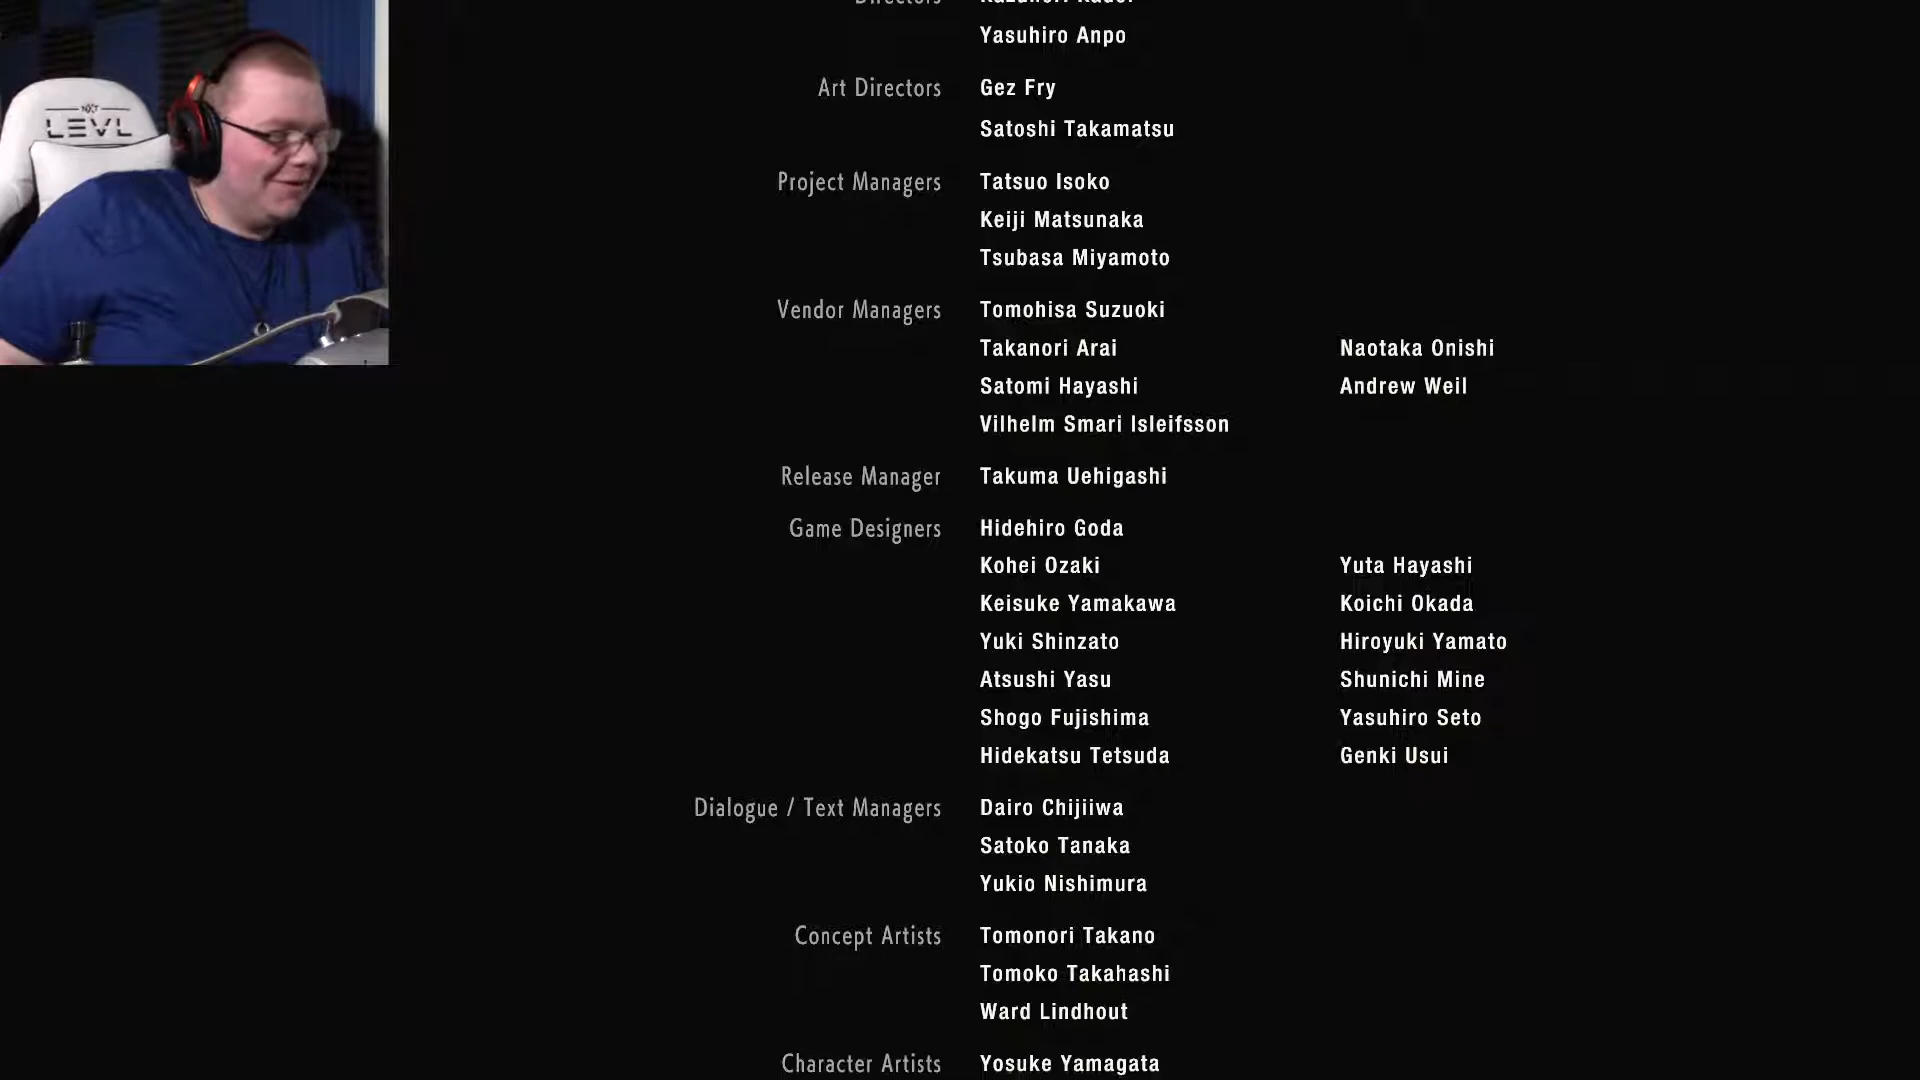 Directors
Yasuhiro Anpo
Art Directors Gez Fry
Satoshi Takamatsu
Project Managers Tatsuo Isoko
Keiji Matsunaka
Tsubasa Miyamoto
Vendor Managers Tomohisa Suzuoki
Takanori Arai Naotaka Onishi
Satomi Hayashi Andrew Weil
Vilhelm Smari Isleifsson
Release Manager Takuma Uehigashi
Game Designers Hidehiro Goda
Kohei Ozaki Yuta Hayashi
Keisuke Yamakawa Koichi Okada
Yuki Shinzato Hiroyuki Yamato
Atsushi Yasu Shunichi Mine
Shogo Fujishima Yasuhiro Seto
Hidekatsu Tetsuda Genki Usui
Dialogue / Text Managers Dairo Chijiiwa
Satoko Tanaka
Yukio Nishimura
Concept Artists Tomonori Takano
Tomoko Takahashi
Ward Lindhout
Character Artists Yosuke Yamagata
NXT
LEVL